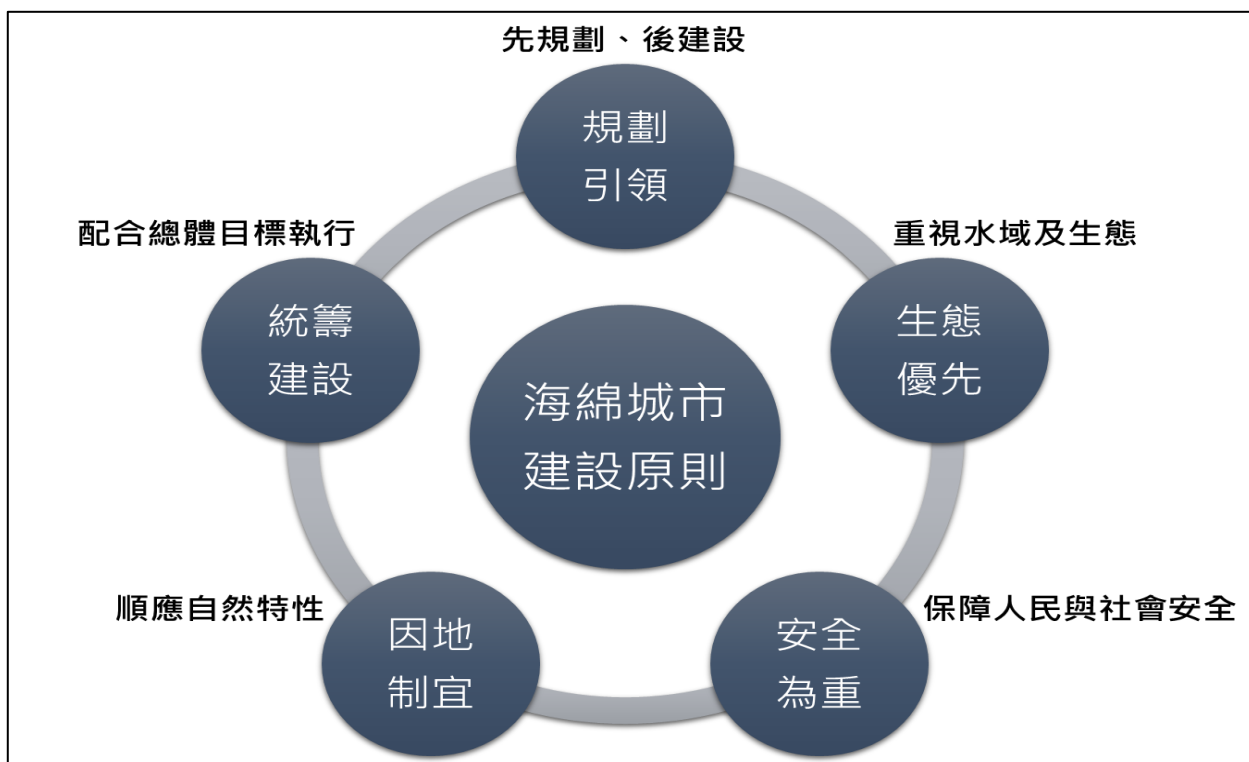 先規劃、後建設
規劃
引領
配合總體目標執行
重視水域及生態
統籌
建設
生態
優先
海綿城市
建設原則
順應自然特性
保障人民與社會安全
因地
制宜
安全
為重